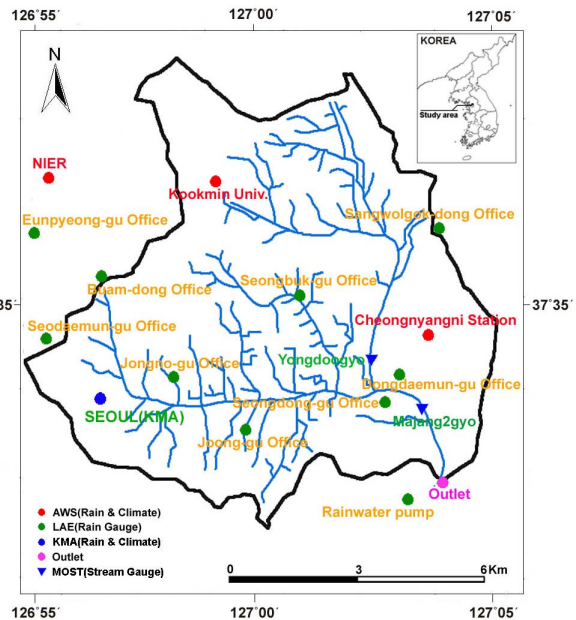 126˚55'
127˚00'
127˚05'
N
KOREA
Study area
NIER
Kookmin Univ.
Sangwolgok-dong Office
Eunpyeong-gu Office
Seongbuk-gu Office
Buam-dong Office
35
37˚35'
Cheongnyangni Station
Seodaemun-gu Office
Yongdoogyo
Jongno-gu Office
Dongdaemun-gu Office
Seongdong-gu Office
SEOUL(KMA)
Majang2gyo
Joong-gu Office
Outlet
Rainwater pump
AWS(Rain & Climate)
LAE(Rain Gauge)
KMA(Rain & Climate)
Outlet
MOST(Stream Gauge)
0 3 6Km
126˚55'
127˚00'
127˚05'